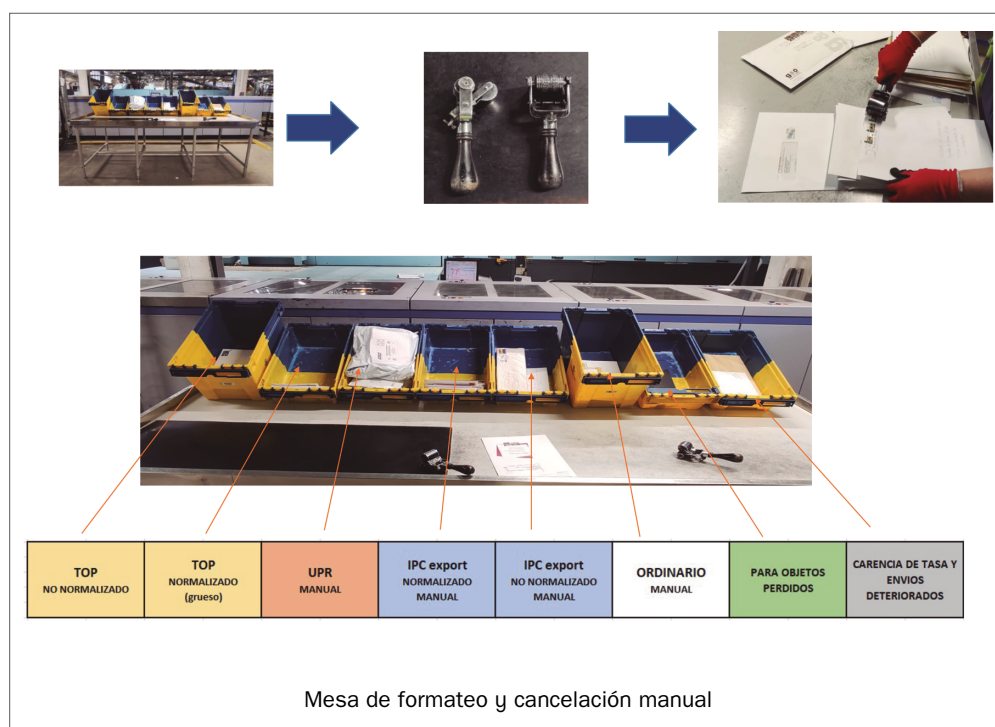 TOP
NO NORMALIZADO
TOP
NORMALIZADO
(grueso)
UPR
MANUAL
IPC export
NORMALIZADO
MANUAL
IPC export
NO NORMALIZADO
MANUAL
ORDINARIO
MANUAL
PARA OBJETOS
PERDIDOS
CARENCIA DE TASA Y
ENVIOS
DETERIORADOS
Mesa de formateo y cancelación manual